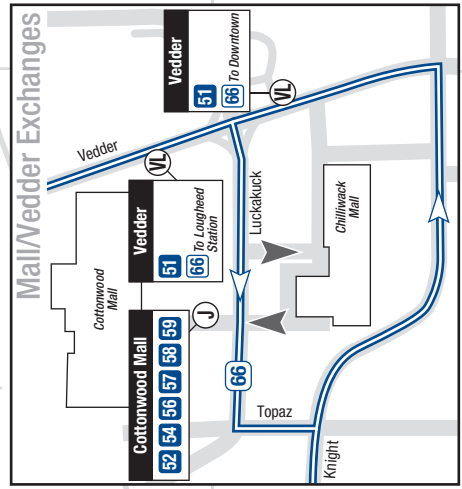 Mall/Vedder Exchanges
Vedder
51
66 To Downtown
VL
Vedder
VL
Vedder
51
66 To Lougheed
Station
Cottonwood
Mall
Cottonwood Mall
52 54 56 57 58 59
J
Luckakuck
66
Chilliwack
Mall
Topaz
Knight